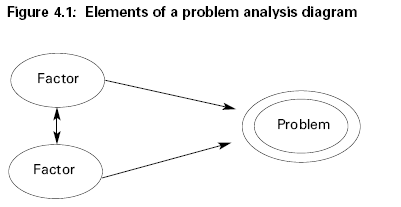 Figure 4.1: Elements of a problem analysis diagram
Factor
Problem
Factor